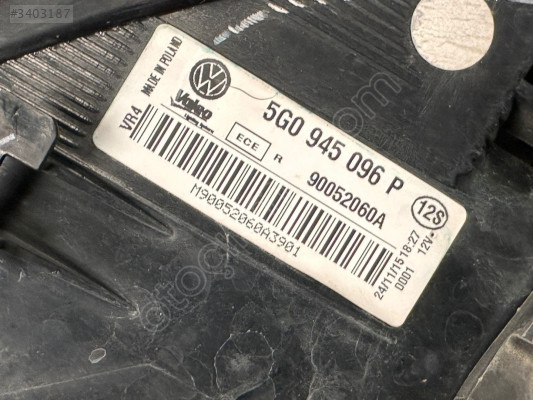 #3403187
VR4
MADE IN POLAND
Valeo
5G0 945 096 P
ECE R
90052060A
12S
M90052060A3901
24/11/15 18:27
0001 12V